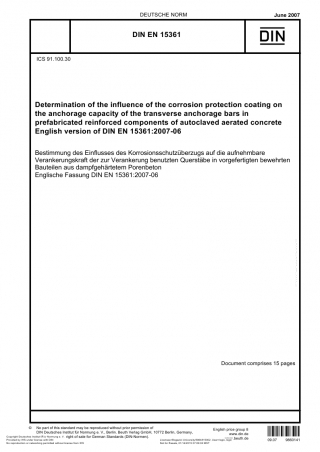 DEUTSCHE NORM
June 2007
DIN EN 15361
DIN
ICS 91.100.30
Determination of the influence of the corrosion protection coating on
the anchorage capacity of the transverse anchorage bars in
prefabricated reinforced components of autoclaved aerated concrete
English version of DIN EN 15361:2007-06
Bestimmung des Einflusses des Korrosionsschutzüberzugs auf die aufnehmbare
Verankerungskraft der zur Verankerung benutzten Querstäbe in vorgefertigten bewehrten
Bauteilen aus dampfgehärtetem Porenbeton
Englische Fassung DIN EN 15361:2007-06
Document comprises 15 pages
© No part of this standard may be reproduced without prior permission of
DIN Deutsches Institut für Normung e. V., Berlin. Beuth Verlag GmbH, 10772 Berlin, Germany,
right of sale for German Standards (DIN-Normen).
English price group 8
www.din.de
www.beuth.de
09.07
9863141